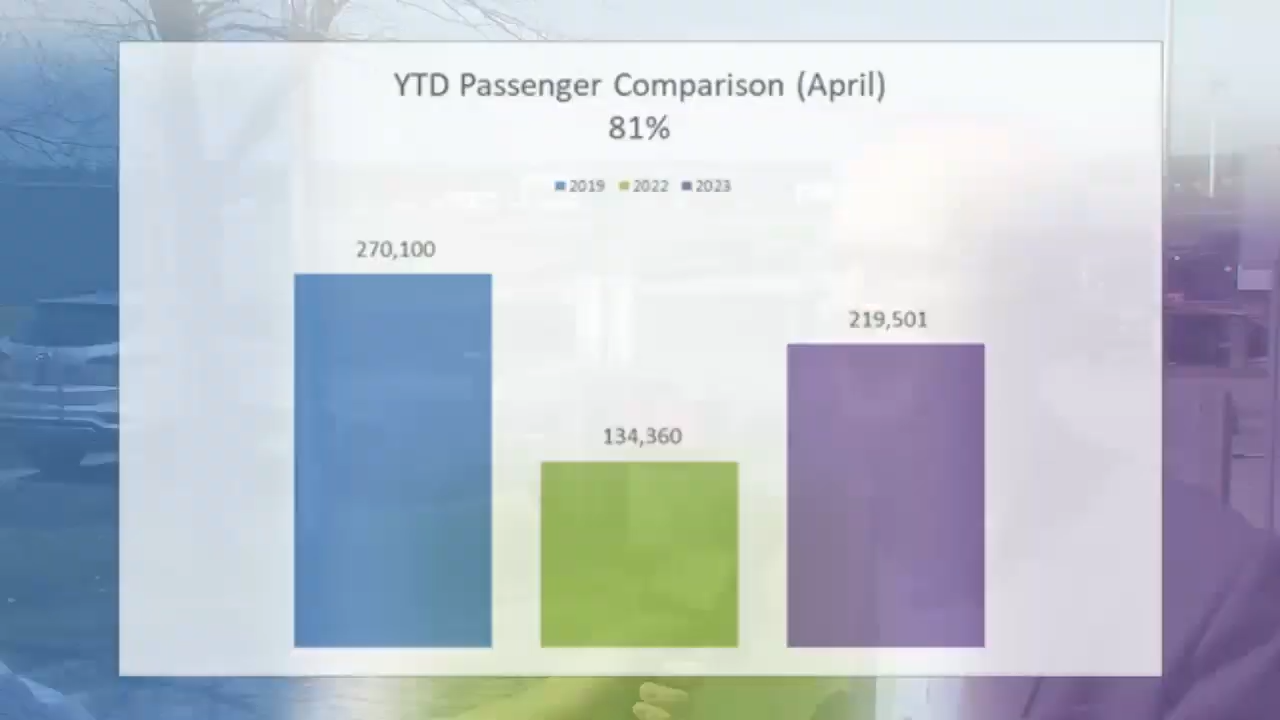 YTD Passenger Comparison (April)
81%
2019 2022 2023
270,100
134,360
219,501